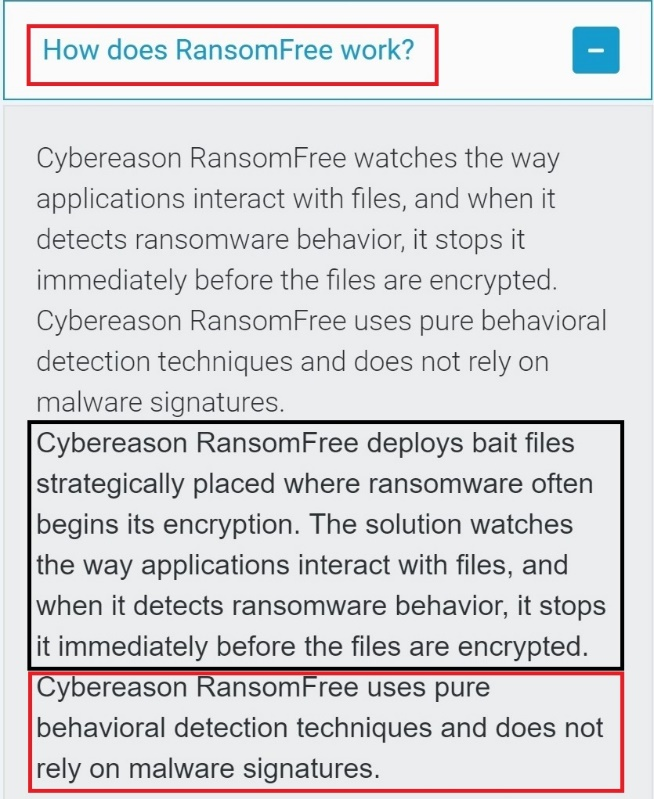 How does RansomFree work?
Cybereason RansomFree watches the way
applications interact with files, and when it
detects ransomware behavior, it stops it
immediately before the files are encrypted.
Cybereason RansomFree uses pure behavioral
detection techniques and does not rely on
malware signatures.
Cybereason RansomFree deploys bait files
strategically placed where ransomware often
begins its encryption. The solution watches
the way applications interact with files, and
when it detects ransomware behavior, it stops
it immediately before the files are encrypted.
Cybereason RansomFree uses pure
behavioral detection techniques and does not
rely on malware signatures.